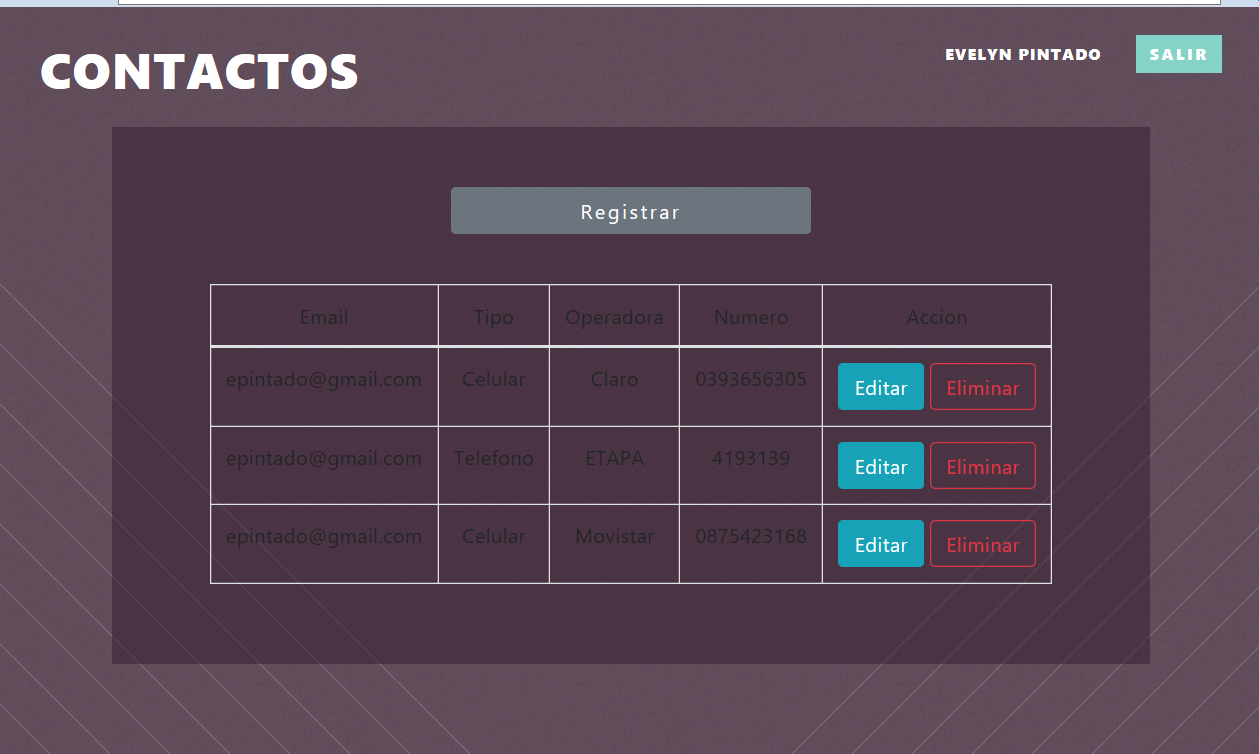 CONTACTOS
EVELYN PINTADO
SALIR
Registrar
Email Tipo Operadora Numero Accion
epintado@gmail.com Celular Claro 0393656305 Editar Eliminar
epintado@gmail.com Telefono ETAPA 4193139 Editar Eliminar
epintado@gmail.com Celular Movistar 0875423168 Editar Eliminar